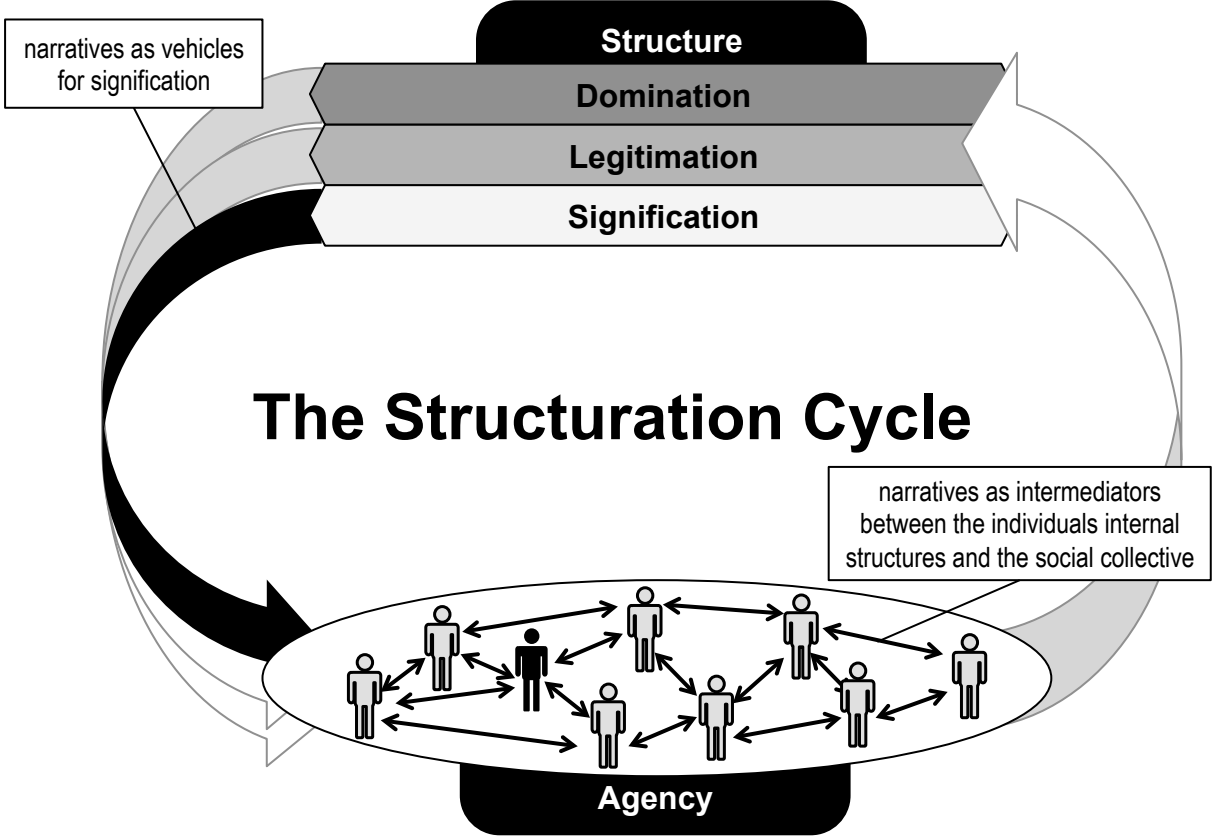 narratives as vehicles
for signification
Structure
Domination
Legitimation
Signification
The Structuration Cycle
narratives as intermediators
between the individuals internal
structures and the social collective
Agency